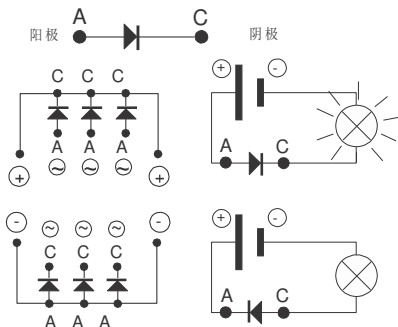 阳极 A C 阴极
C C C
A A A
~ ~ ~
+ +
+ -
A C
- ~ ~ ~ -
C C C
A A A
+ -
A C